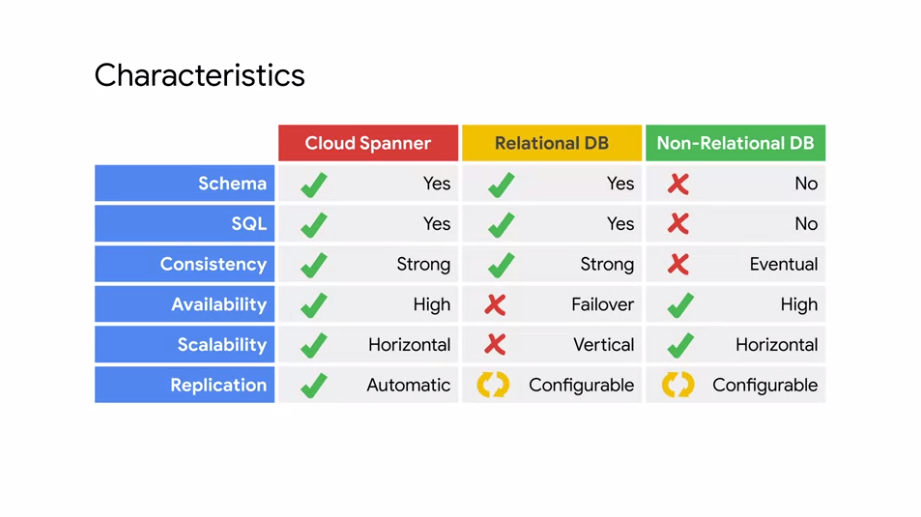 Characteristics
Cloud Spanner Relational DB Non-Relational DB
Schema Yes Yes No
SQL Yes Yes No
Consistency Strong Strong Eventual
Availability High Failover High
Scalability Horizontal Vertical Horizontal
Replication Automatic Configurable Configurable